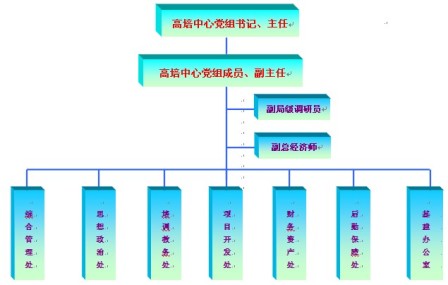 高培中心党组书记、主任
高培中心党组成员、副主任
副局级调研员
副总经济师
综合管理处
思想政治处
培训教务处
项目开发处
财务资产处
后勤保障处
基建办公室